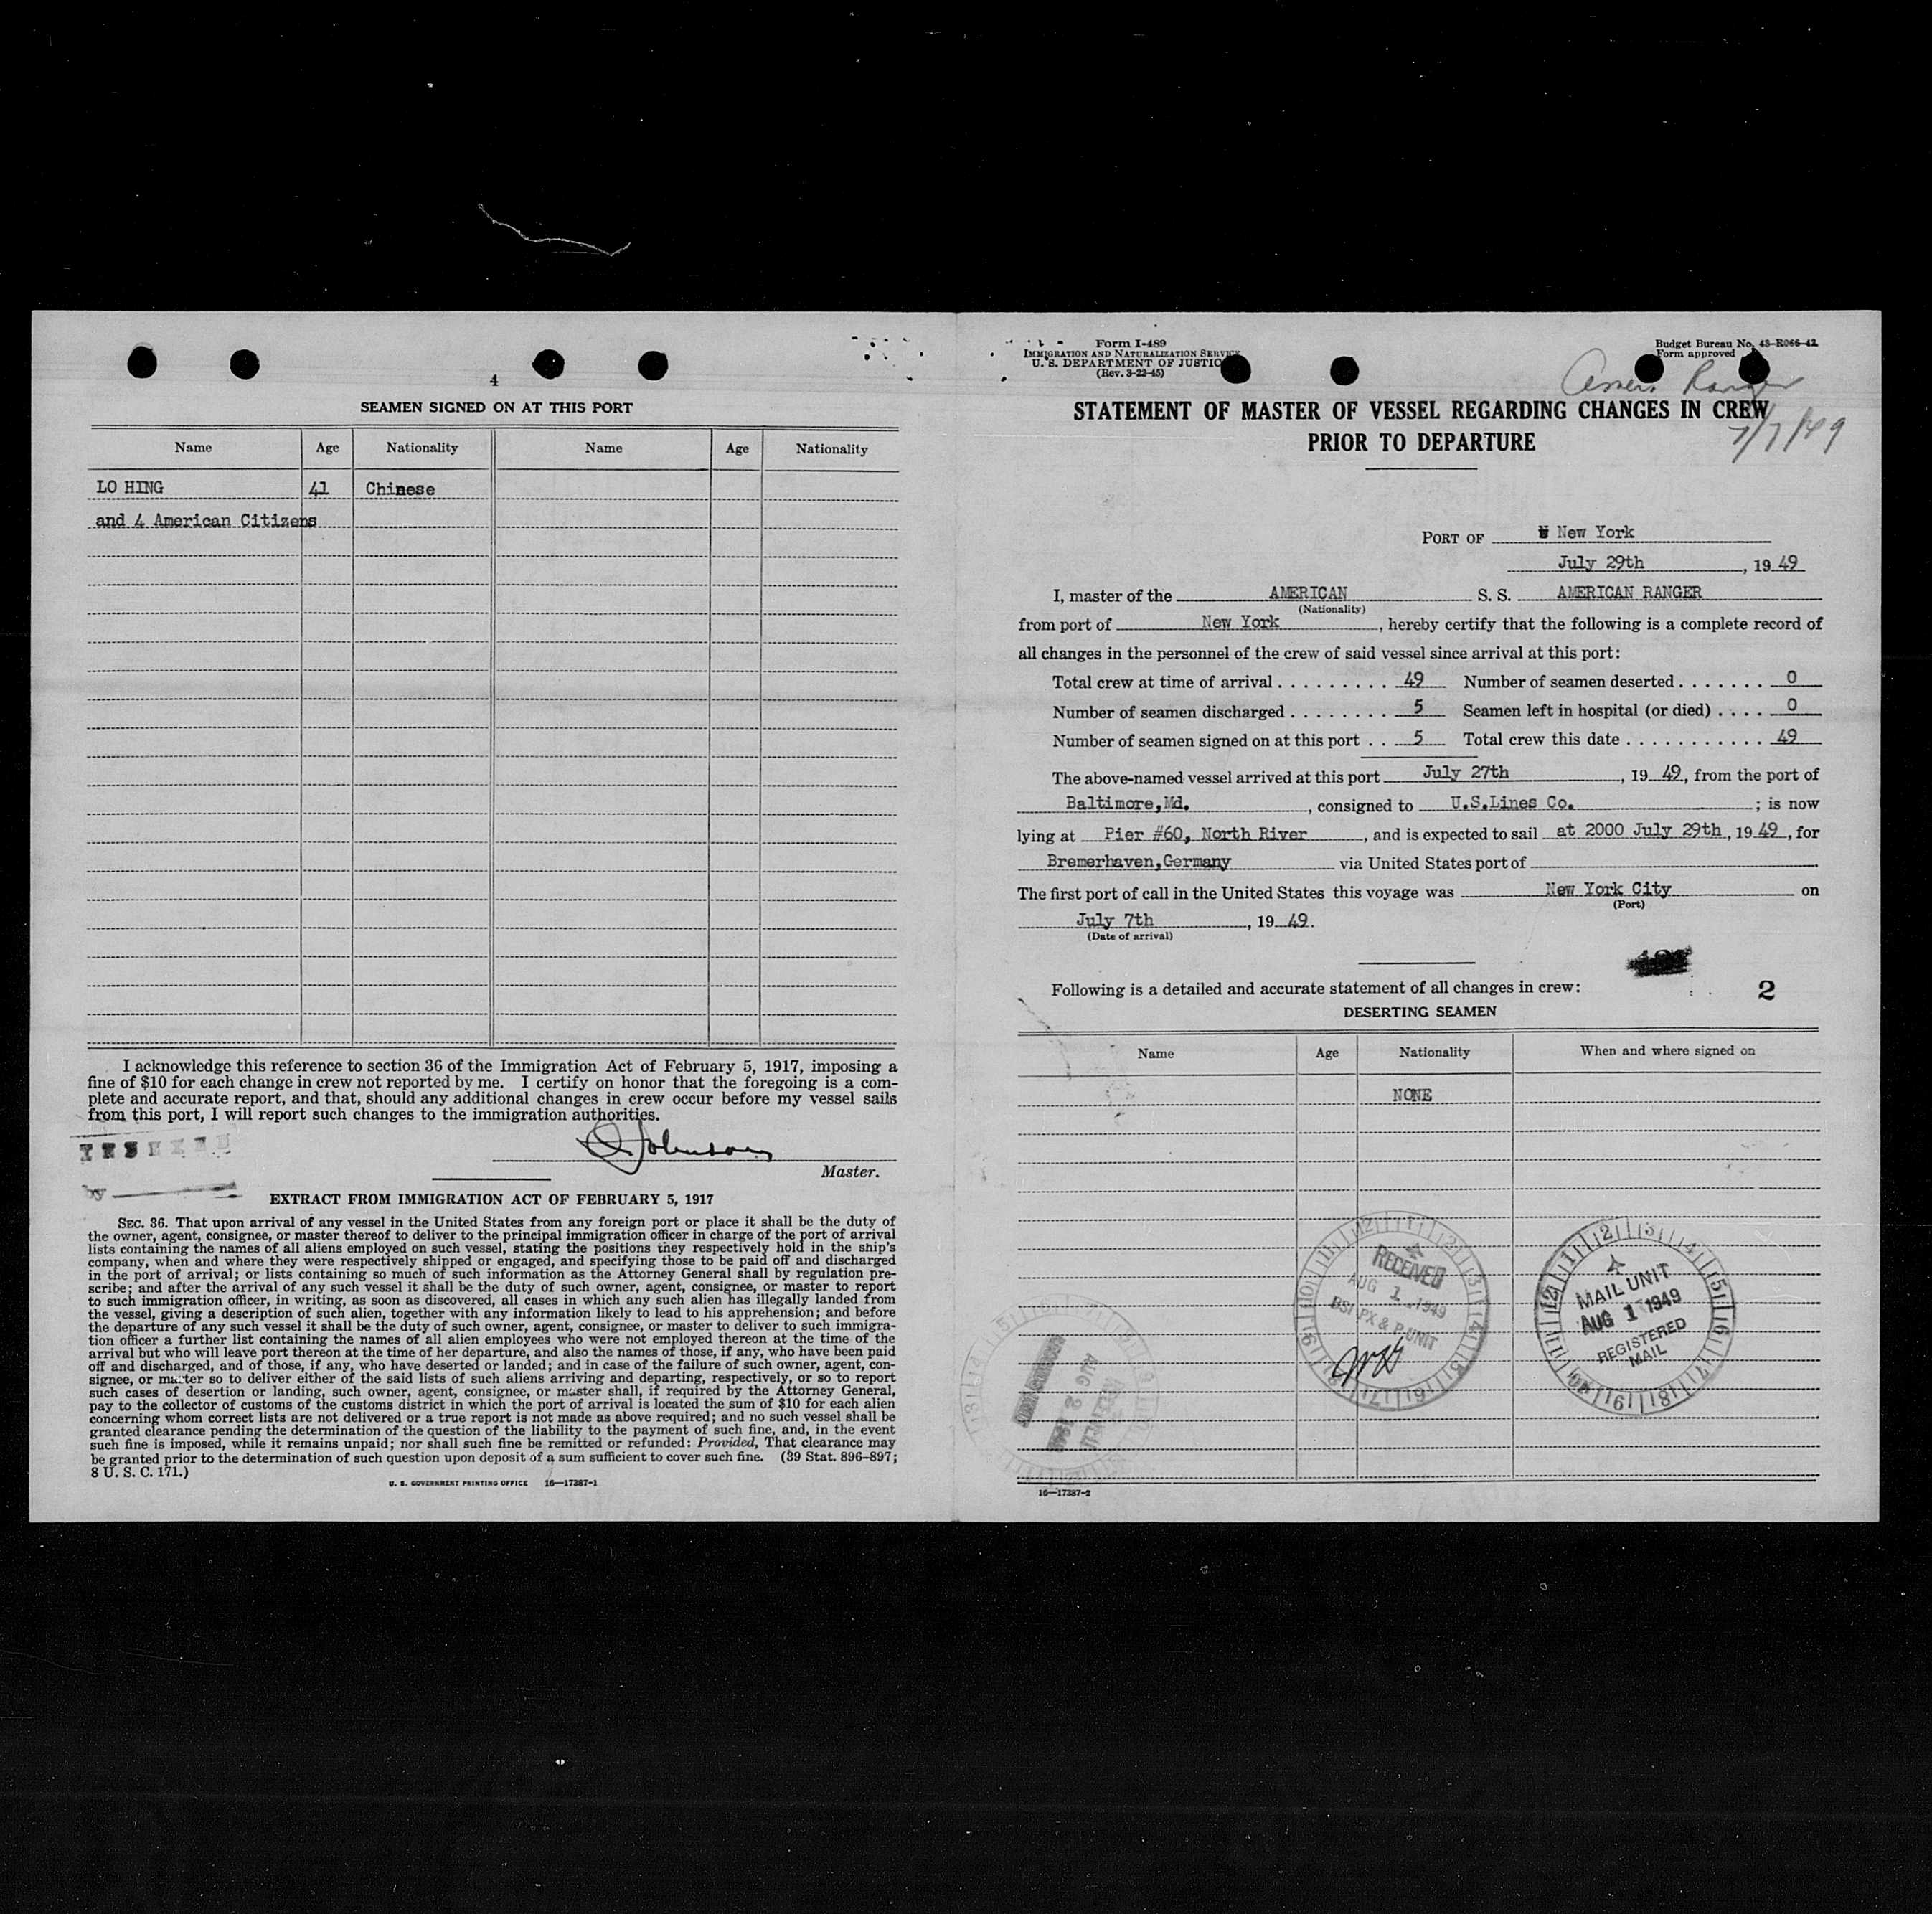 4
SEAMEN SIGNED ON AT THIS PORT
Name Age Nationality Name Age Nationality
LO HING 41 Chinese
and 4 American Citizens
I acknowledge this reference to section 36 of the Immigration Act of February 5, 1917, imposing a
fine of $10 for each change in crew not reported by me. I certify on honor that the foregoing is a com-
plete and accurate report, and that, should any additional changes in crew occur before my vessel sails
from this port, I will report such changes to the immigration authorities.
Johnson
Master.
by
EXTRACT FROM IMMIGRATION ACT OF FEBRUARY 5, 1917
SEC. 36. That upon arrival of any vessel in the United States from any foreign port or place it shall be the duty of
the owner, agent, consignee, or master thereof to deliver to the principal immigration officer in charge of the port of arrival
lists containing the names of all aliens employed on such vessel, stating the positions they respectively hold in the ship's
company, when and where they were respectively shipped or engaged, and specifying those to be paid off and discharged
in the port of arrival; or lists containing so much of such information as the Attorney General shall by regulation pre-
scribe; and after the arrival of any such vessel it shall be the duty of such owner, agent, consignee, or master to report
to such immigration officer, in writing, as soon as discovered, all cases in which any such alien has illegally landed from
the vessel, giving a description of such alien, together with any information likely to lead to his apprehension; and before
the departure of any such vessel it shall be the duty of such owner, agent, consignee, or master to deliver to such immigra-
tion officer a further list containing the names of all alien employees who were not employed thereon at the time of the
arrival but who will leave port thereon at the time of her departure, and also the names of those, if any, who have been paid
off and discharged, and of those, if any, who have deserted or landed; and in case of the failure of such owner, agent, con-
signee, or master so to deliver either of the said lists of such aliens arriving and departing, respectively, or so to report
such cases of desertion or landing, such owner, agent, consignee, or master shall, if required by the Attorney General,
pay to the collector of customs of the customs district in which the port of arrival is located the sum of $10 for each alien
concerning whom correct lists are not delivered or a true report is not made as above required; and no such vessel shall be
granted clearance pending the determination of the question of the liability to the payment of such fine, and, in the event
such fine is imposed, while it remains unpaid; nor shall such fine be remitted or refunded: Provided, That clearance may
be granted prior to the determination of such question upon deposit of a sum sufficient to cover such fine. (39 Stat. 896-897;
8 U. S. C. 171.)
U. S. GOVERNMENT PRINTING OFFICE 16—17387-1
Form I-489
IMMIGRATION AND NATURALIZATION SERVICE
U. S. DEPARTMENT OF JUSTIC
(Rev. 3-22-45)
Budget Bureau No. 43-R066-42
Form approved
Amer. Ranger
7/7/49
STATEMENT OF MASTER OF VESSEL REGARDING CHANGES IN CREW
PRIOR TO DEPARTURE
PORT OF New York
July 29th, 19 49
I, master of the AMERICAN S. S. AMERICAN RANGER
(Nationality)
from port of New York, hereby certify that the following is a complete record of
all changes in the personnel of the crew of said vessel since arrival at this port:
Total crew at time of arrival . . . . . . . . . . 49 Number of seamen deserted . . . . . . . 0
Number of seamen discharged . . . . . . . . 5 Seamen left in hospital (or died) . . . . 0
Number of seamen signed on at this port . . 5 Total crew this date . . . . . . . . . . . . 49
The above-named vessel arrived at this port July 27th, 19 49, from the port of
Baltimore,Md., consigned to U.S.Lines Co.; is now
lying at Pier #60, North River, and is expected to sail at 2000 July 29th, 19 49, for
Bremerhaven,Germany via United States port of
The first port of call in the United States this voyage was New York City on
(Port)
July 7th, 19 49.
(Date of arrival)
Following is a detailed and accurate statement of all changes in crew: 2
DESERTING SEAMEN
Name Age Nationality When and where signed on
NONE
RECEIVED
AUG 1 1949
BSI PX & P UNIT
MAIL UNIT
AUG 1 1949
REGISTERED
MAIL
AUG 2 1949
16—17387-2